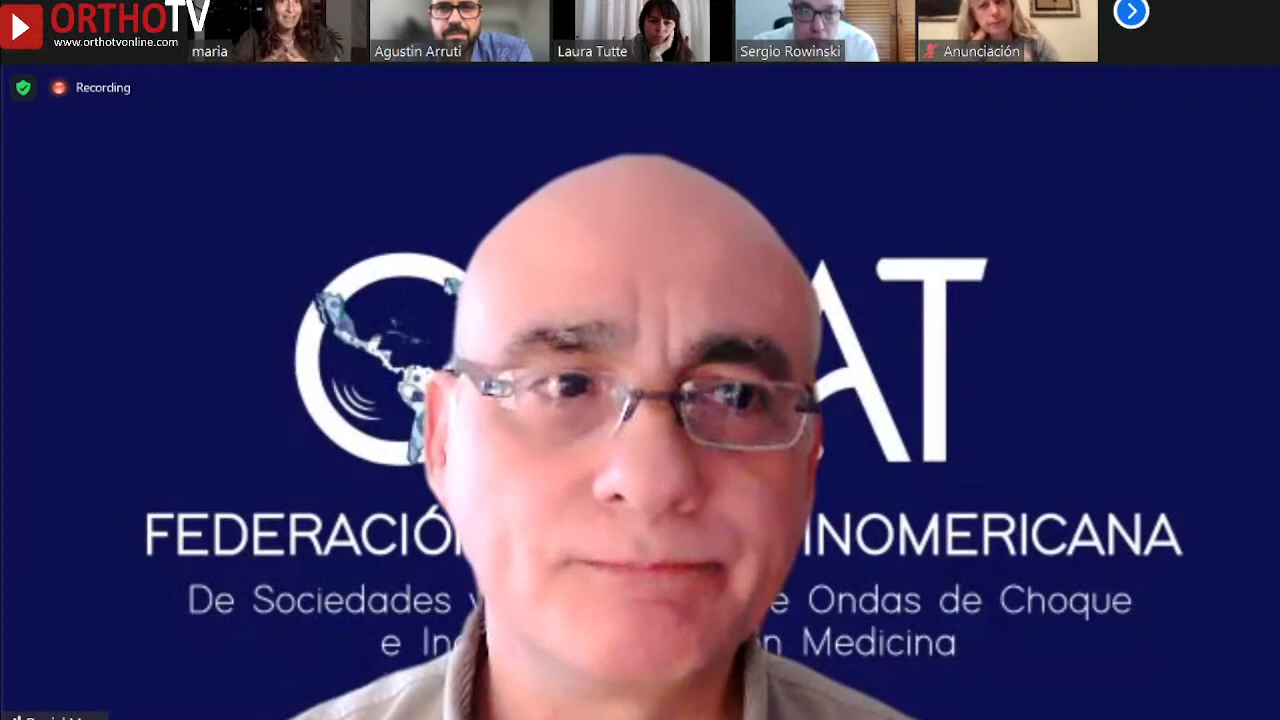 ORTHOTV
www.orthotvonline.com
maria
Agustin Arruti
Laura Tutte
Sergio Rowinski
Anunciación
Recording
AT
FEDERACIÓ INOMERICANA
De Sociedades y e Ondas de Choque
e In n Medicina